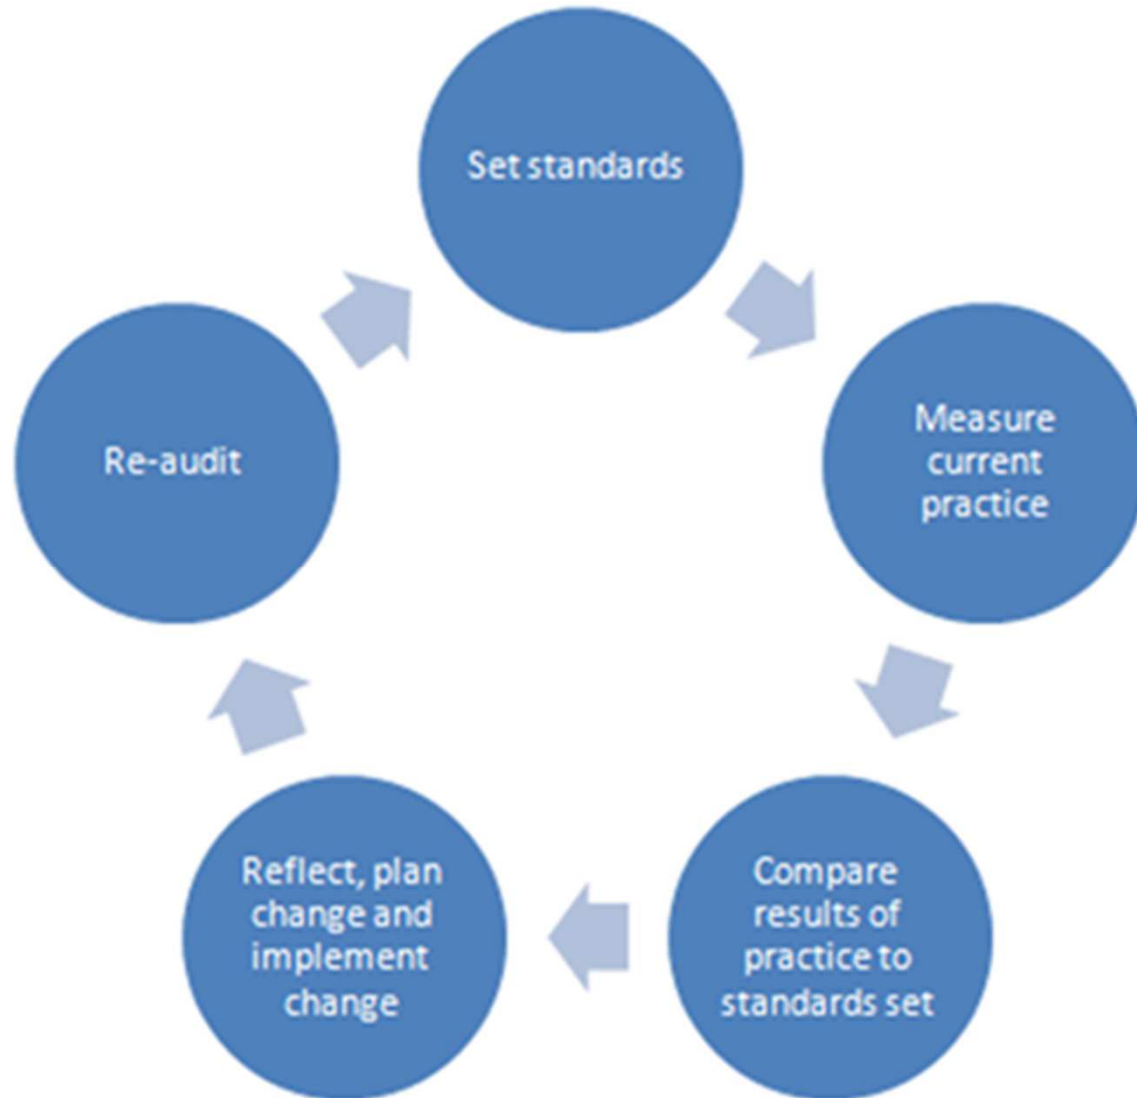 Set standards
Measure
current
practice
Compare
results of
practice to
standards set
Reflect, plan
change and
implement
change
Re-audit